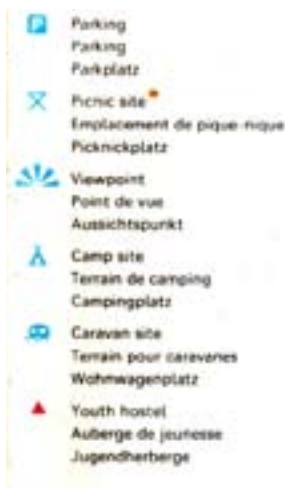 P
Parking
Parking
Parkplatz
Picnic site
Emplacement de pique-nique
Picknickplatz
Viewpoint
Point de vue
Aussichtspunkt
Camp site
Terrain de camping
Campingplatz
Caravan site
Terrain pour caravanes
Wohnwagenplatz
Youth hostel
Auberge de jeunesse
Jugendherberge